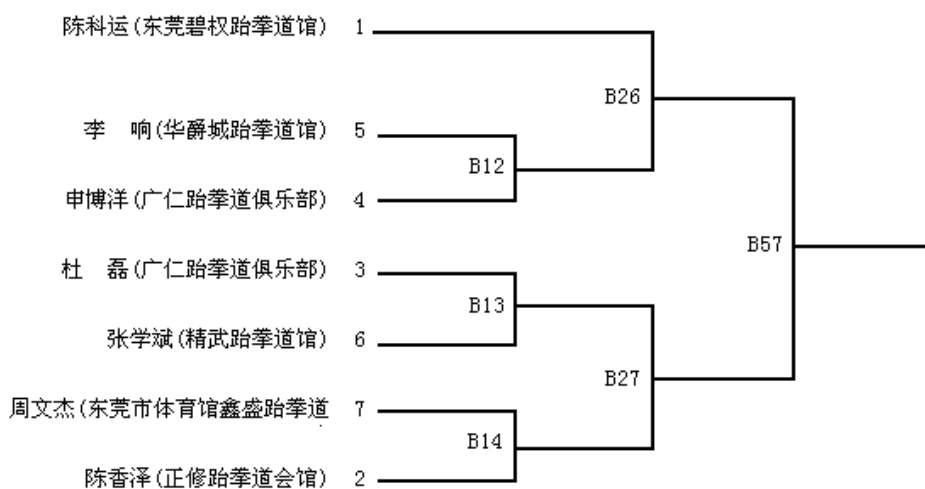 陈科运(东莞碧权跆拳道馆) 1
B26
李　响(华爵城跆拳道馆) 5
B12
申博洋(广仁跆拳道俱乐部) 4
B57
杜　磊(广仁跆拳道俱乐部) 3
B13
张学斌(精武跆拳道馆) 6
B27
周文杰(东莞市体育馆鑫盛跆拳道 7
B14
陈香泽(正修跆拳道会馆) 2